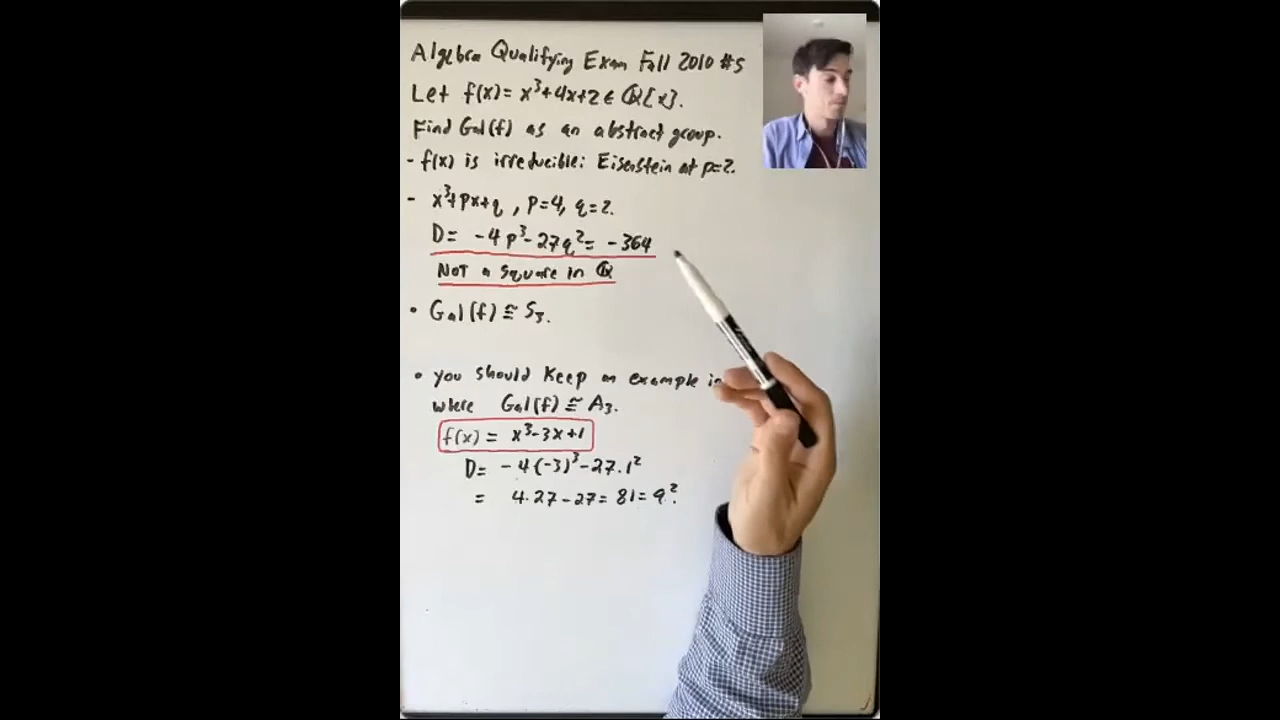 Algebra Qualifying Exam Fall 2010 #5
Let f(x) = x³+4x+2 ∈ ℚ[x].
Find Gal(f) as an abstract group.
- f(x) is irreducible: Eisenstein at p=2.
- x³+px+q , p=4, q=2.
D= -4p³-27q²= -364
Not a square in ℚ
• Gal(f) ≅ S₃.
• you should keep an example in
where Gal(f) ≅ A₃.
f(x) = x³-3x+1
D= -4(-3)³-27·1²
= 4·27-27= 81= 9².